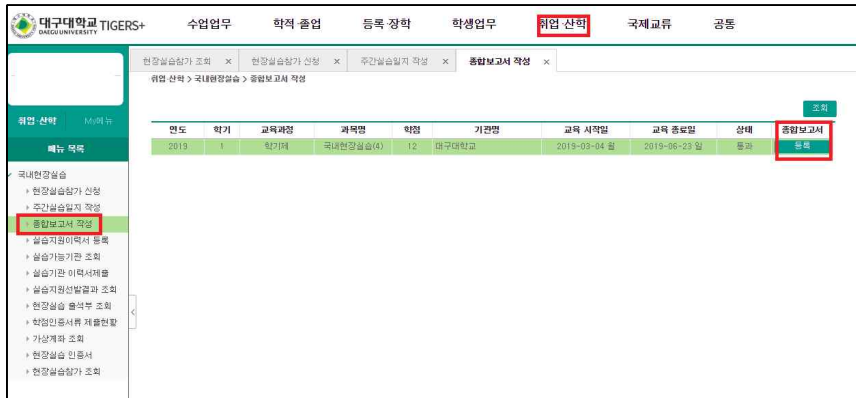 대구대학교 TIGERS+ 수업업무 학적·졸업 등록·장학 학생업무 취업·산학 국제교류 공통
DAEGU UNIVERSITY
현장실습참가 조회 × 현장실습참가 신청 × 주간실습일지 작성 × 종합보고서 작성 ×
취업·산학 > 국내현장실습 > 종합보고서 작성
조회
취업·산학 My메뉴
년도 학기 교육과정 과목명 학점 기관명 교육 시작일 교육 종료일 상태 종합보고서
2019 1 학기제 국내현장실습(4) 12 대구대학교 2019-03-04 월 2019-06-23 일 통과 등록
메뉴 목록
국내현장실습
현장실습참가 신청
주간실습일지 작성
종합보고서 작성
실습지원이력서 등록
실습가능기관 조회
실습기관 이력서제출
실습지원선발결과 조회
현장실습 출석부 조회
학점인증서류 제출현황
가상계좌 조회
현장실습 인증서
현장실습참가 조회